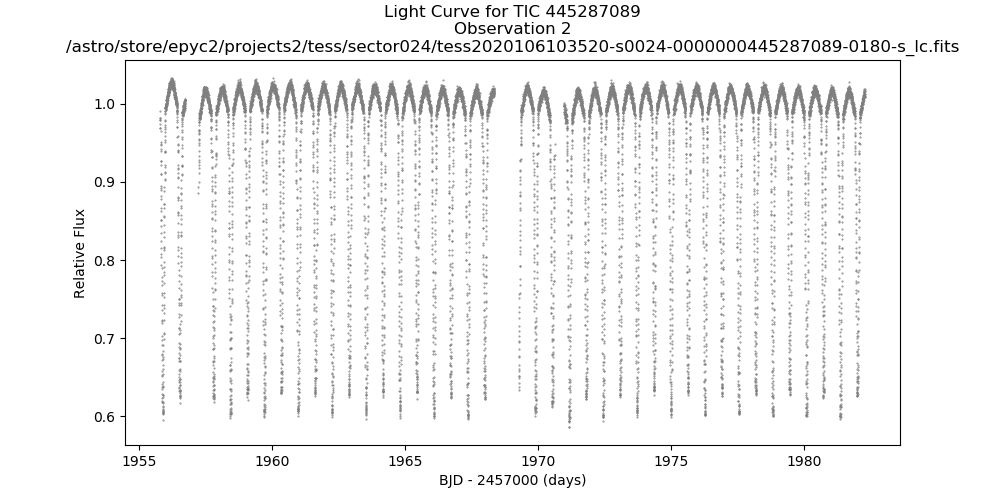 Light Curve for TIC 445287089
Observation 2
/astro/store/epyc2/projects2/tess/sector024/tess2020106103520-s0024-0000000445287089-0180-s_lc.fits
1.0
0.9
0.8
0.7
0.6
Relative Flux
1955
1960
1965
1970
1975
1980
BJD - 2457000 (days)